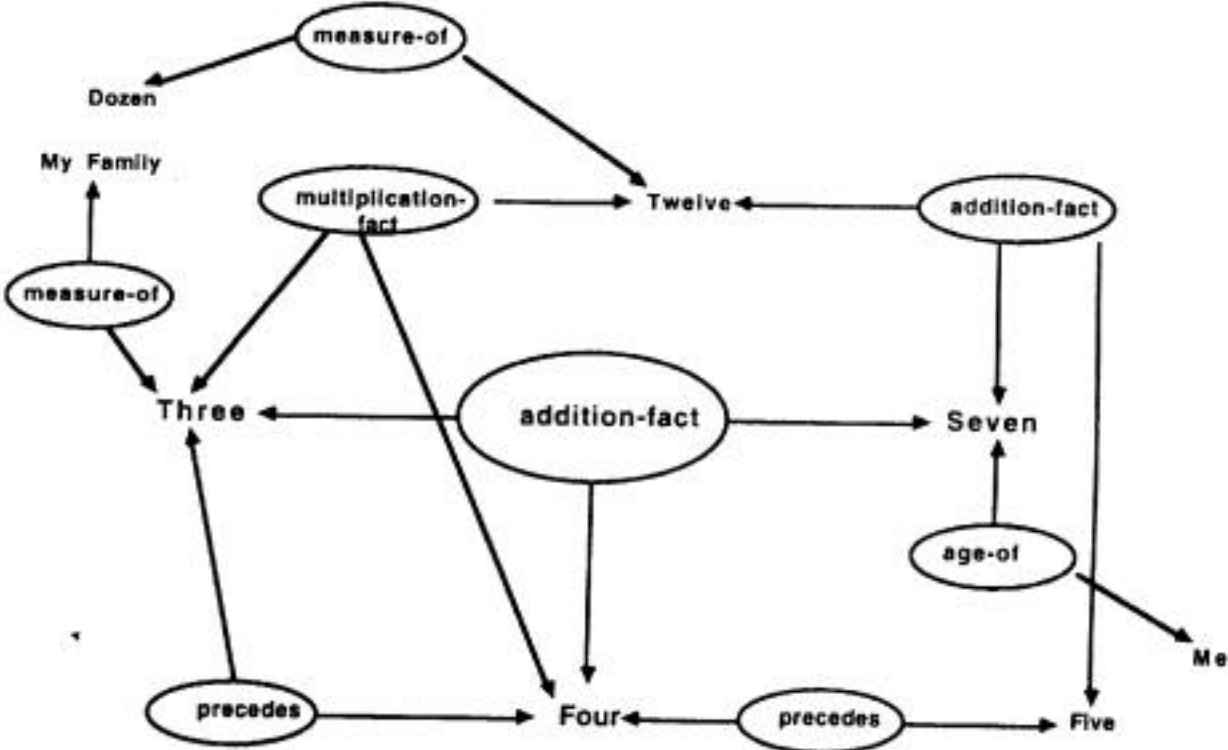 measure-of
Dozen
My Family
multiplication-
fact
Twelve
addition-fact
measure-of
Three
addition-fact
Seven
age-of
Me
precedes
Four
precedes
Five